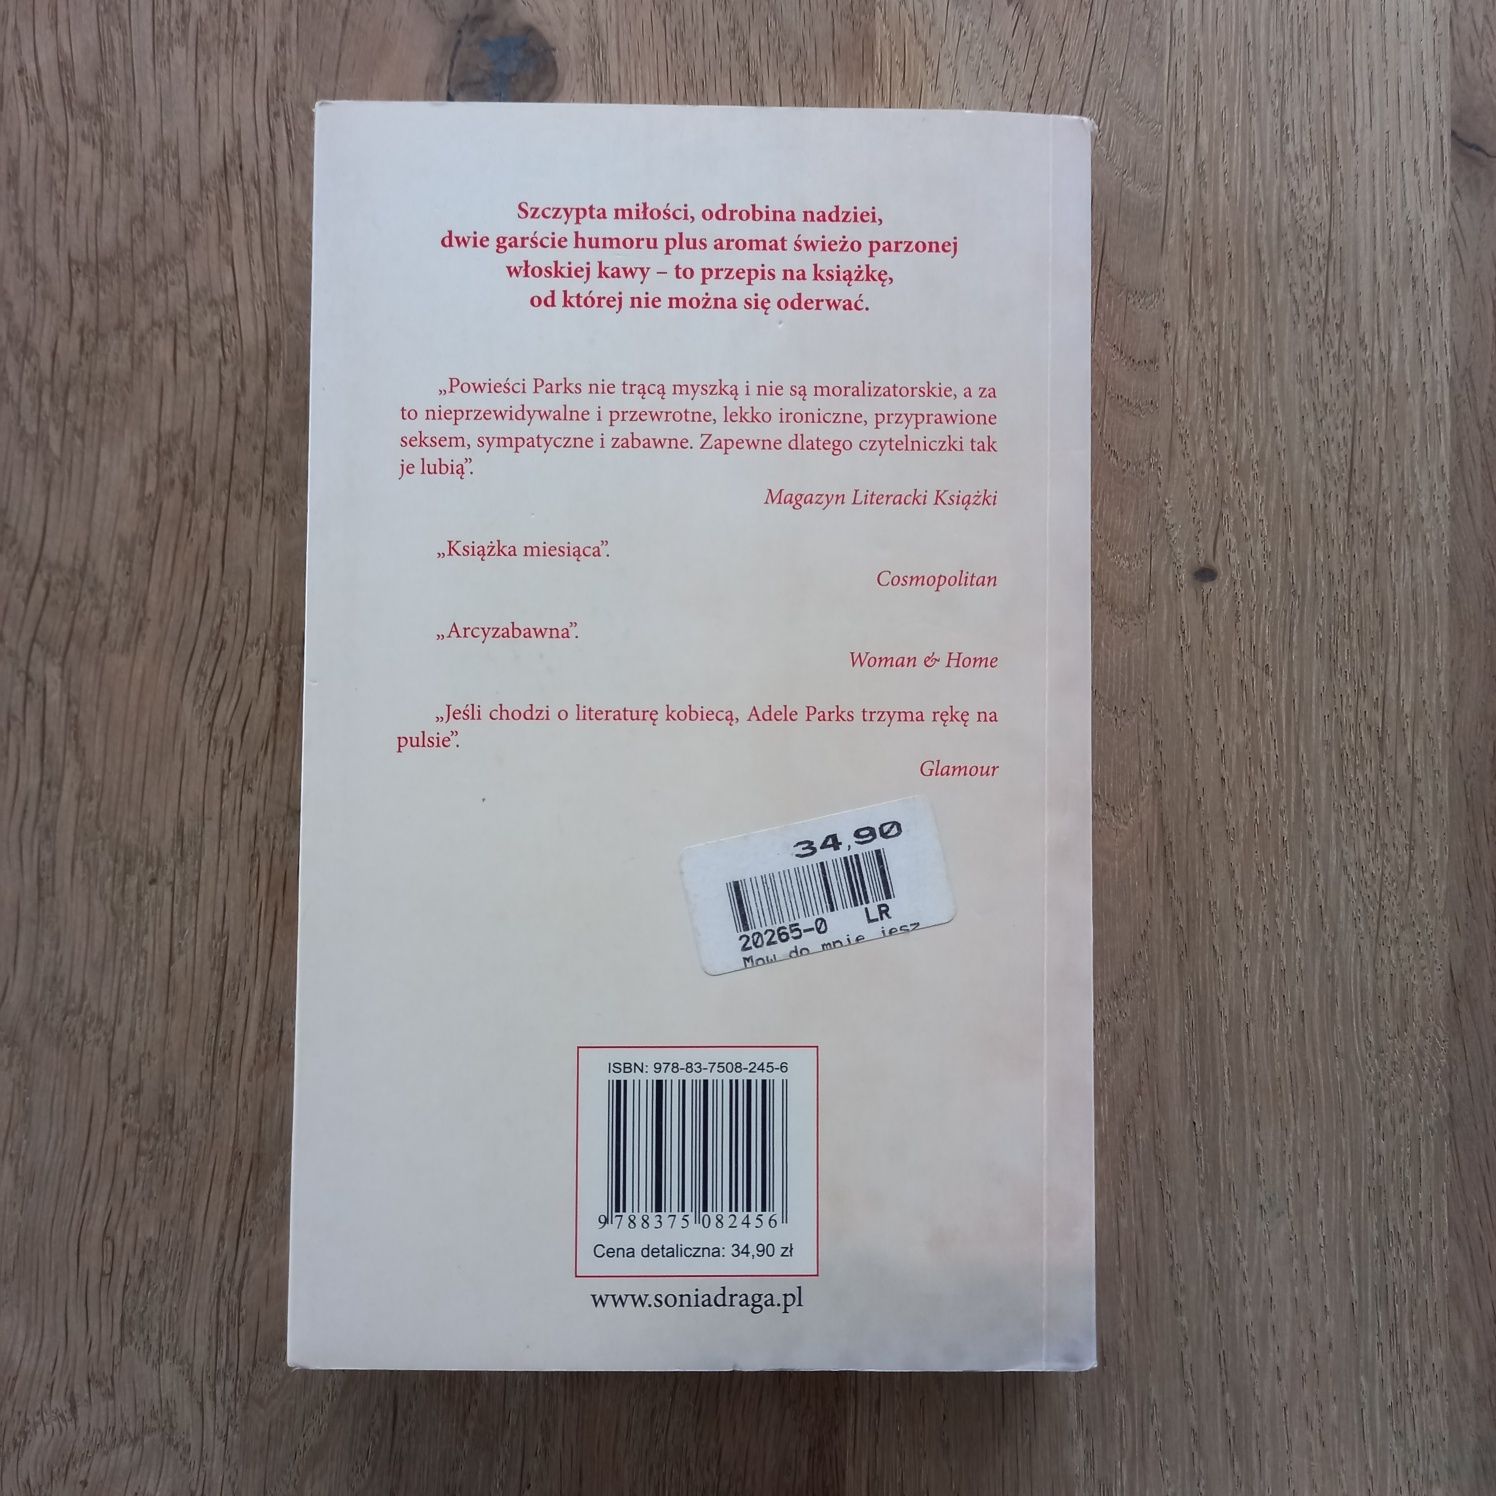 Szczypta miłości, odrobina nadziei,
dwie garście humoru plus aromat świeżo parzonej
włoskiej kawy – to przepis na książkę,
od której nie można się oderwać.
„Powieści Parks nie trącą myszką i nie są moralizatorskie, a za
to nieprzewidywalne i przewrotne, lekko ironiczne, przyprawione
seksem, sympatyczne i zabawne. Zapewne dlatego czytelniczki tak
je lubią”.
Magazyn Literacki Książki
„Książka miesiąca”.
Cosmopolitan
„Arcyzabawna”.
Woman & Home
„Jeśli chodzi o literaturę kobiecą, Adele Parks trzyma rękę na
pulsie”.
Glamour
34,90
20265-0 LR
Mow do mnie jesz
ISBN: 978-83-7508-245-6
9 788375 082456
Cena detaliczna: 34,90 zł
www.soniadraga.pl